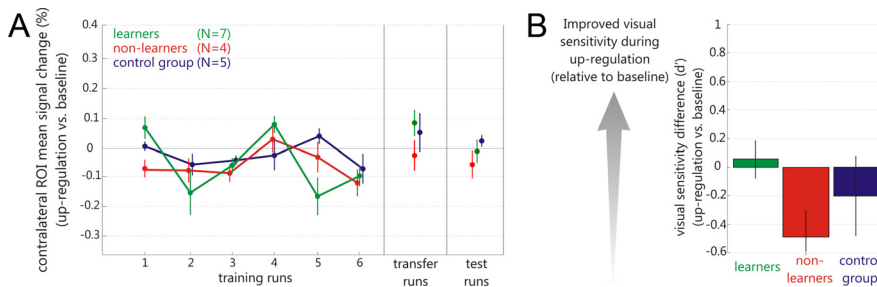 A
contralateral ROI mean signal change (%)
(up-regulation vs. baseline)
0.4
0.3
0.2
0.1
0
-0.1
-0.2
-0.3
learners (N=7)
non-learners (N=4)
control group (N=5)
1 2 3 4 5 6
training runs
transfer
runs
test
runs
B
Improved visual
sensitivity during
up-regulation
(relative to baseline)
visual sensitivity difference (d')
(up-regulation vs. baseline)
1
0.8
0.6
0.4
0.2
0
-0.2
-0.4
-0.6
learners
non-
learners
control
group